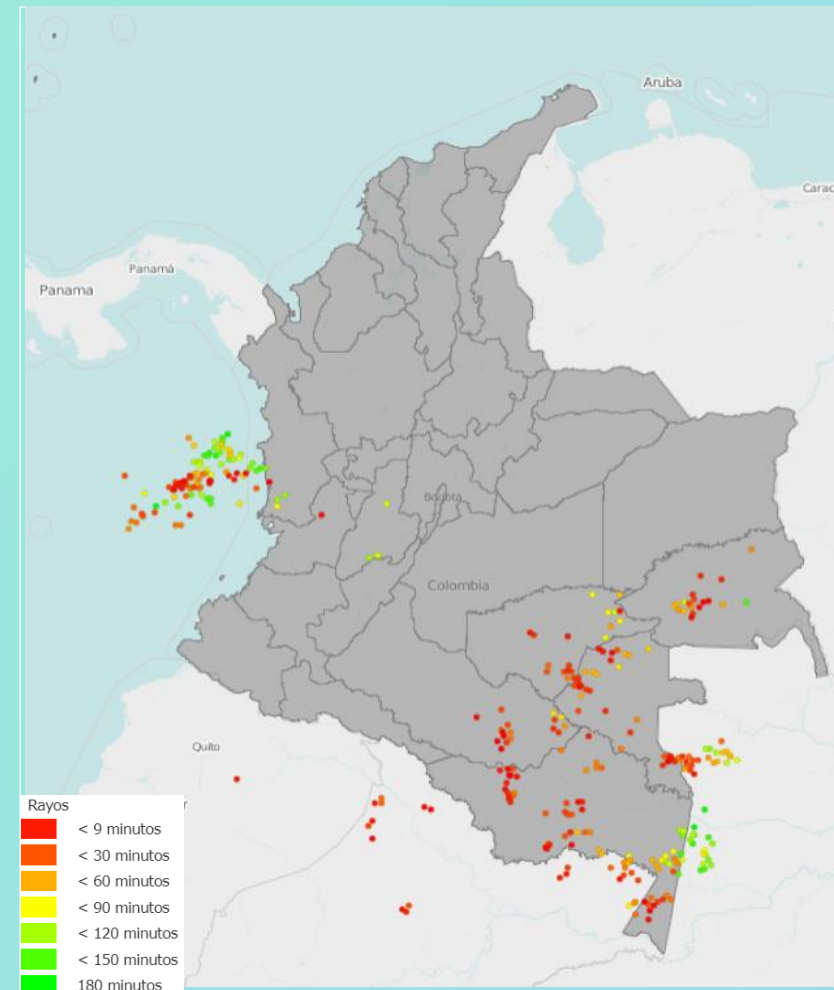 Aruba
Carac
Panamá
Panama
Bogotá
Colombia
Quito
r
Rayos
< 9 minutos
< 30 minutos
< 60 minutos
< 90 minutos
< 120 minutos
< 150 minutos
180 minutos